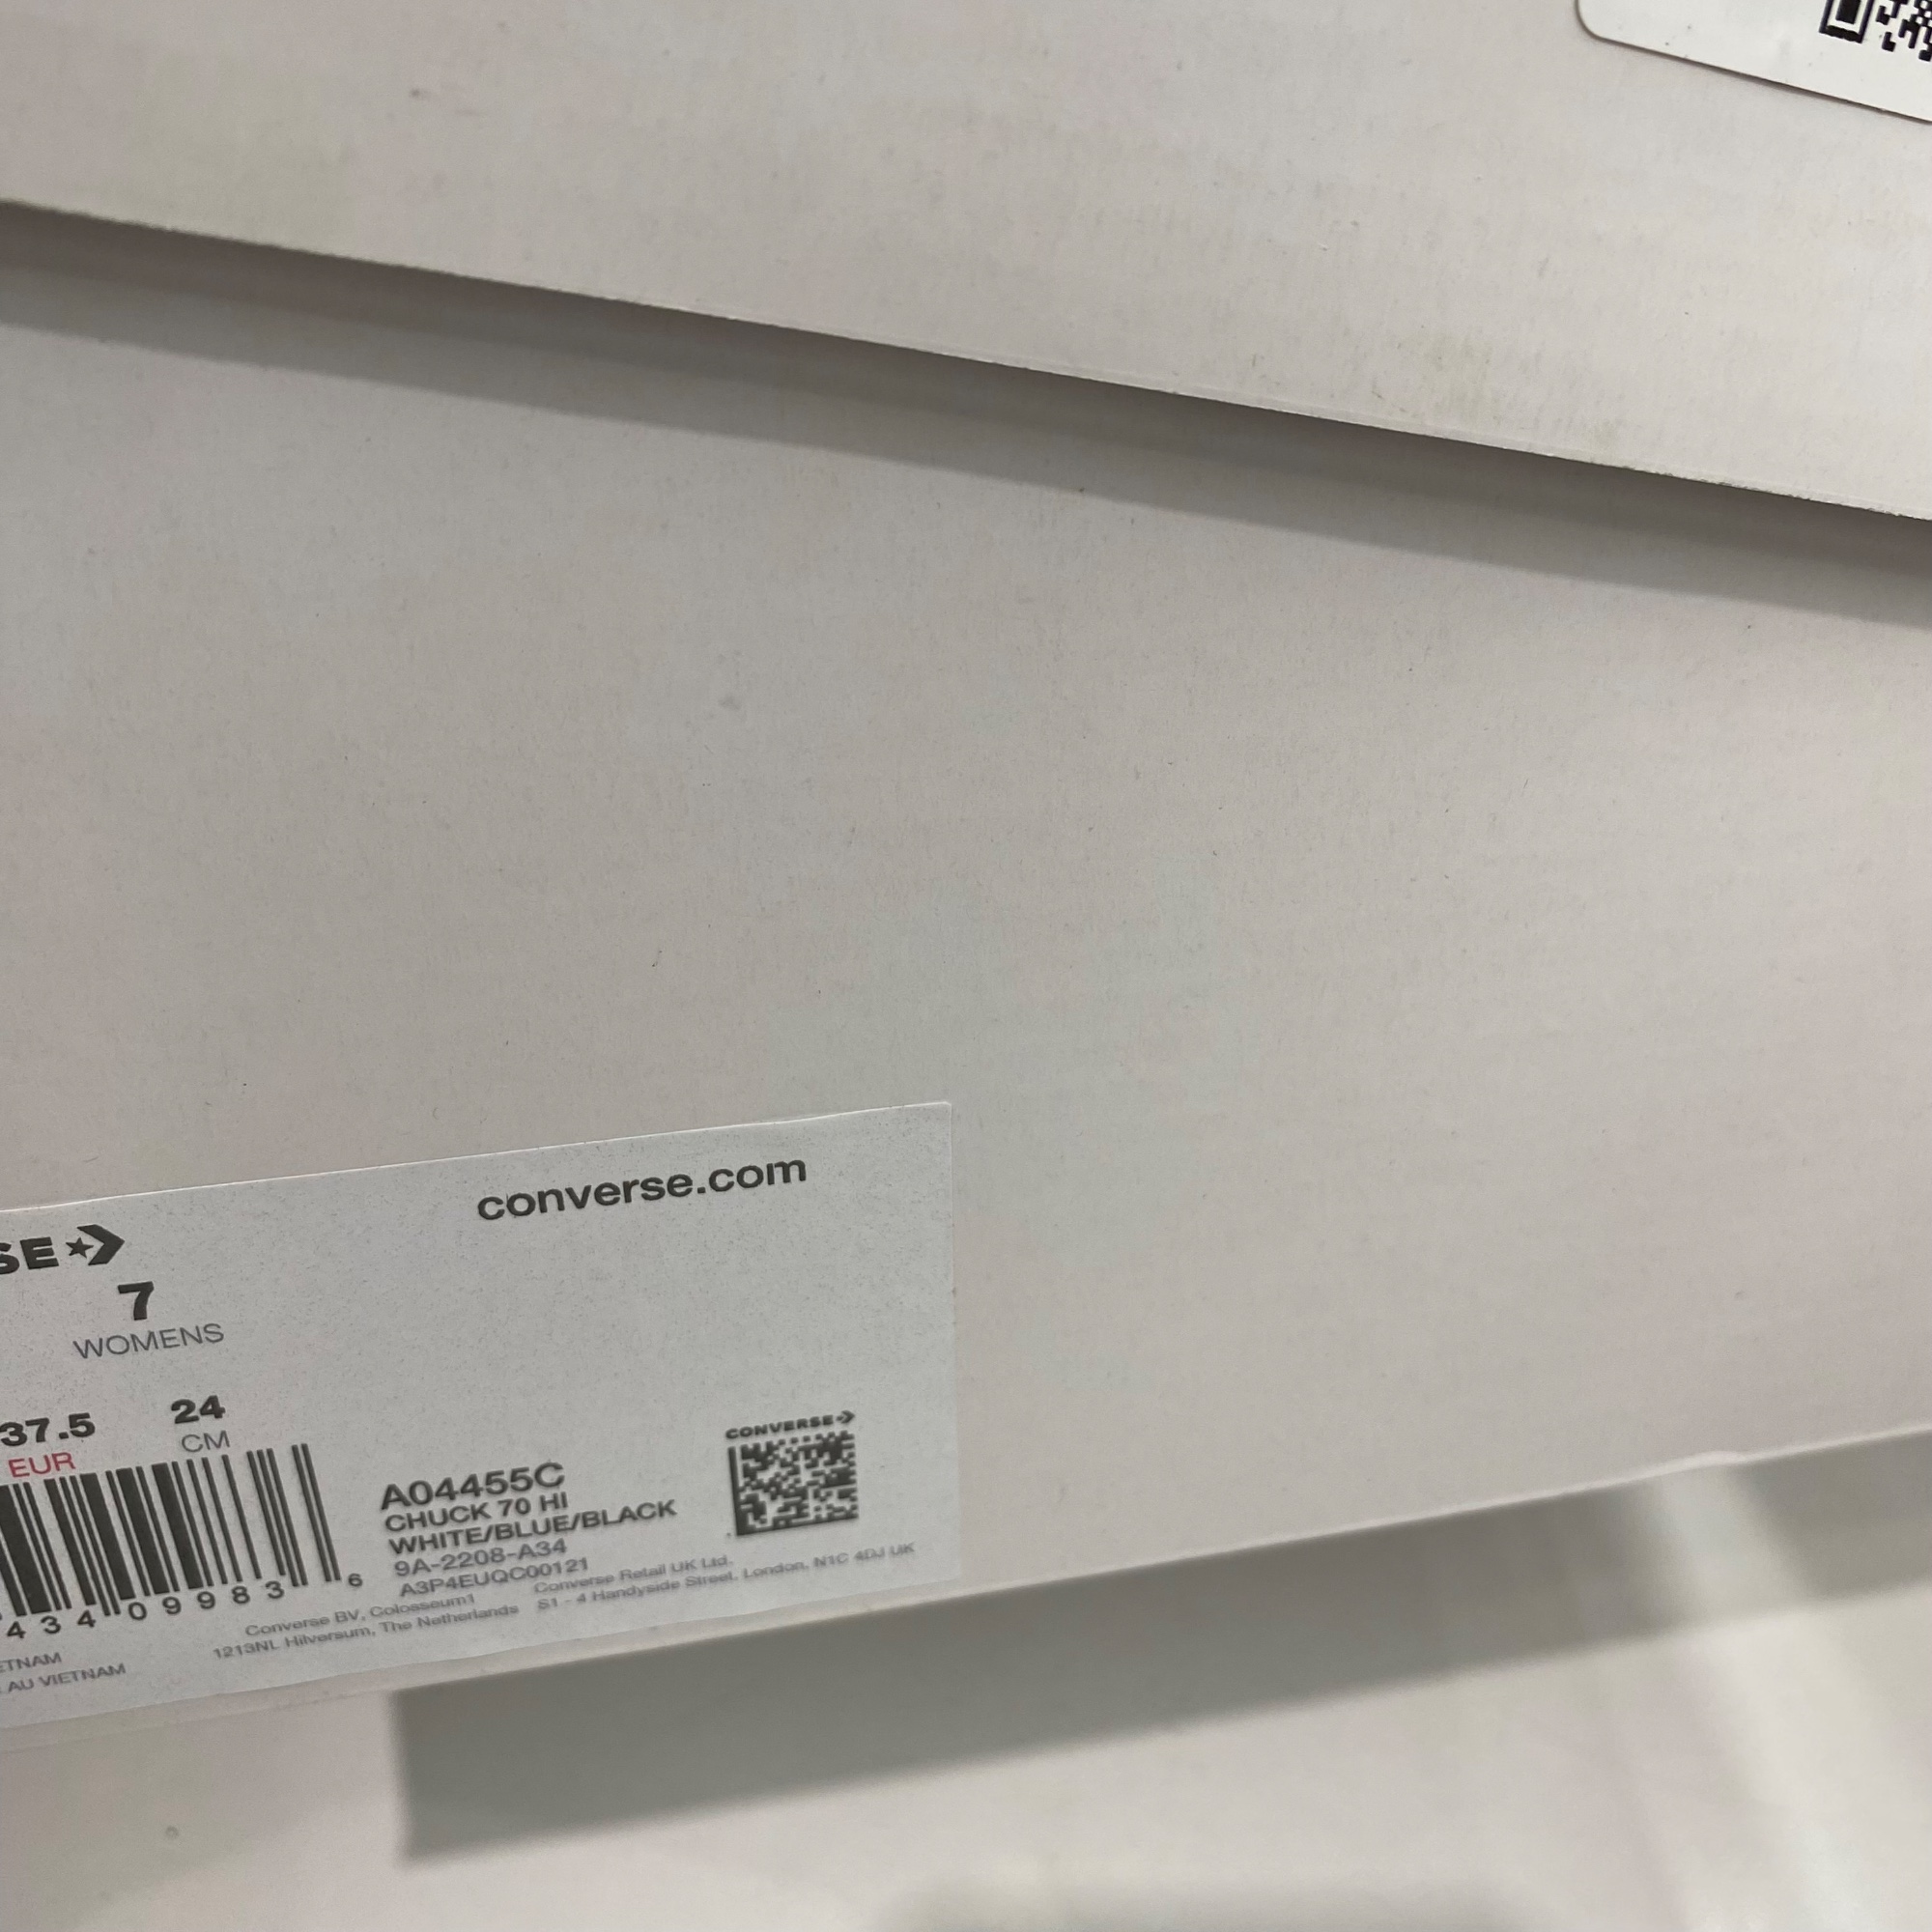 converse.com
SE
7
WOMENS
37.5 24
EUR CM
A04455C
CHUCK 70 HI
WHITE/BLUE/BLACK
9A-2208-A34
A3P4EUQC00121
CONVERSE
434 09983 6
Converse BV, Colosseum1
1213NL Hilversum, The Netherlands
Converse Retail UK Ltd.
S1 - 4 Handyside Street, London, N1C 4DJ UK
ETNAM
AU VIETNAM